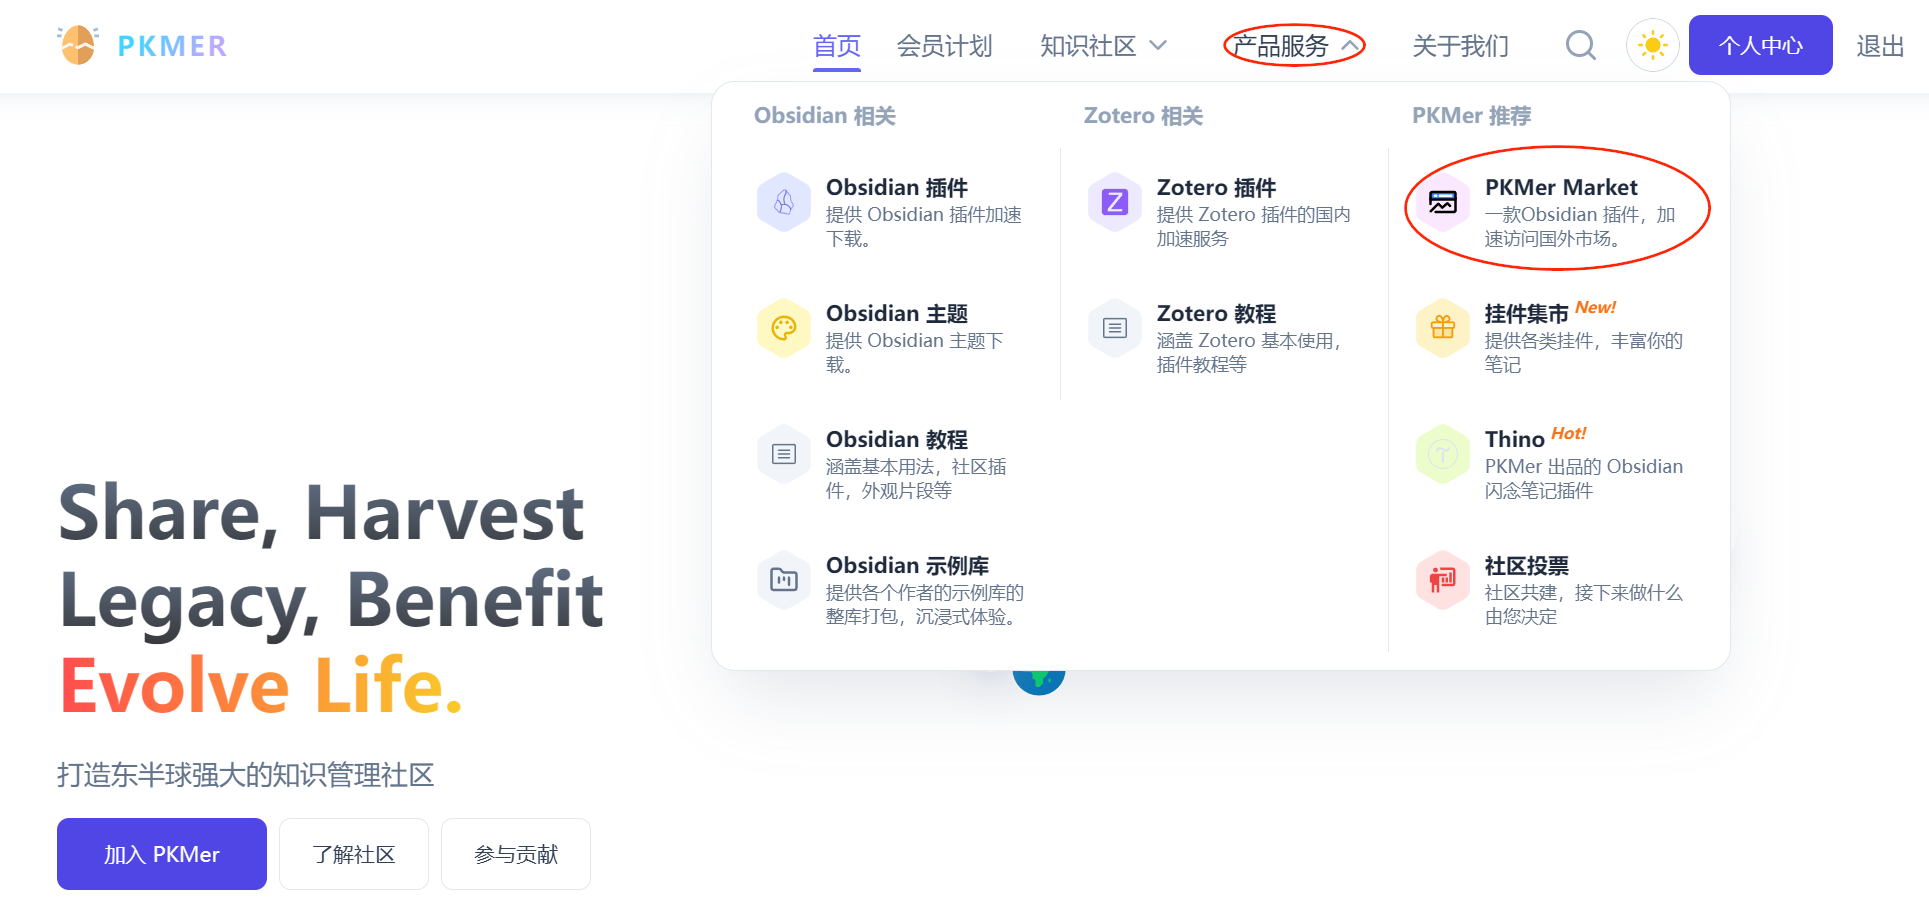 PKMER
首页
会员计划
知识社区
产品服务
关于我们
个人中心
退出
Obsidian 相关
Obsidian 插件
提供 Obsidian 插件加速
下载。
Obsidian 主题
提供 Obsidian 主题下
载。
Obsidian 教程
涵盖基本用法，社区插
件，外观片段等
Obsidian 示例库
提供各个作者的示例库的
整库打包，沉浸式体验。
Zotero 相关
Z
Zotero 插件
提供 Zotero 插件的国内
加速服务
Zotero 教程
涵盖 Zotero 基本使用，
插件教程等
PKMer 推荐
PKMer Market
一款Obsidian 插件，加
速访问国外市场。
挂件集市 New!
提供各类挂件，丰富你的
笔记
Thino Hot!
PKMer 出品的 Obsidian
闪念笔记插件
社区投票
社区共建，接下来做什么
由您决定
Share, Harvest
Legacy, Benefit
Evolve Life.
打造东半球强大的知识管理社区
加入 PKMer
了解社区
参与贡献